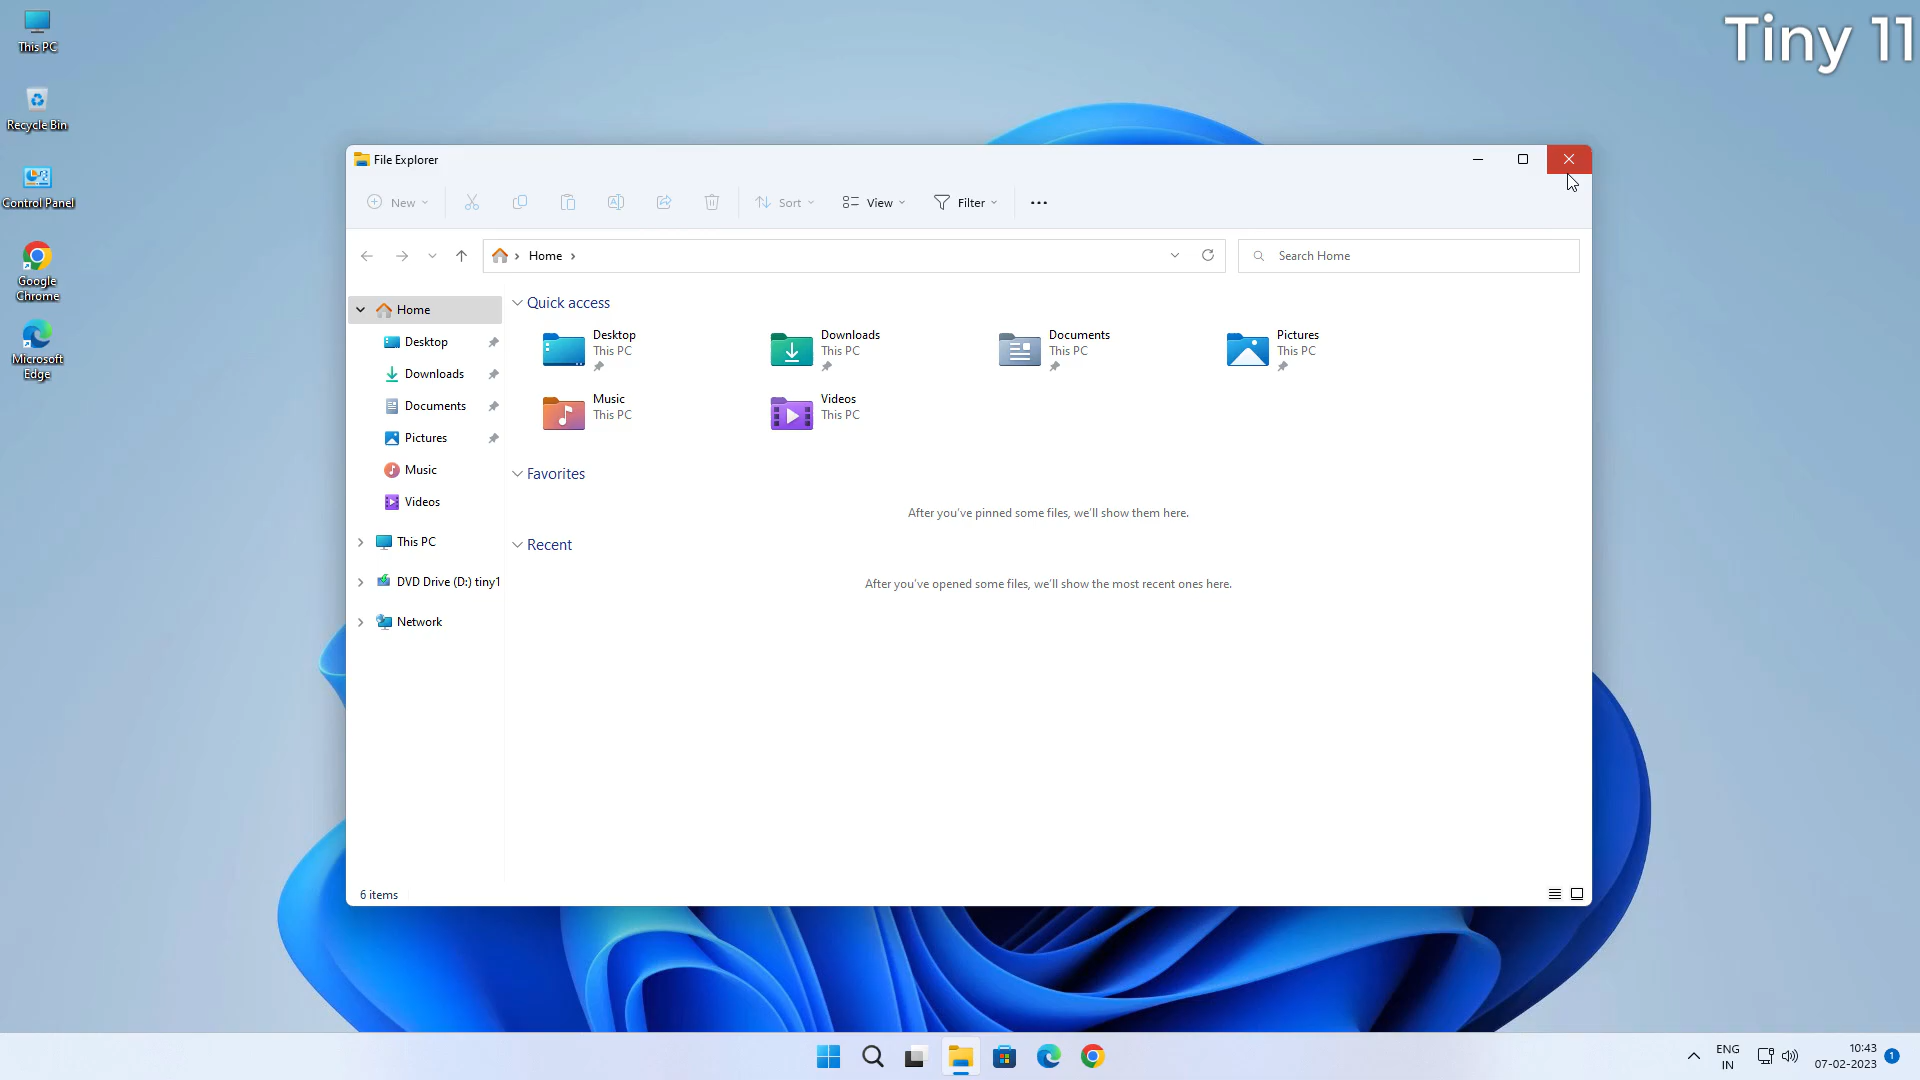 Tiny 11
This PC
Recycle Bin
Control Panel
Google
Chrome
Microsoft
Edge
File Explorer
New
Sort
View
Filter
Home
Search Home
Home
Desktop
Downloads
Documents
Pictures
Music
Videos
This PC
DVD Drive (D:) tiny1
Network
Quick access
Desktop
This PC
Downloads
This PC
Documents
This PC
Pictures
This PC
Music
This PC
Videos
This PC
Favorites
After you've pinned some files, we'll show them here.
Recent
After you've opened some files, we'll show the most recent ones here.
6 items
ENG
IN
10:43
07-02-2023
1